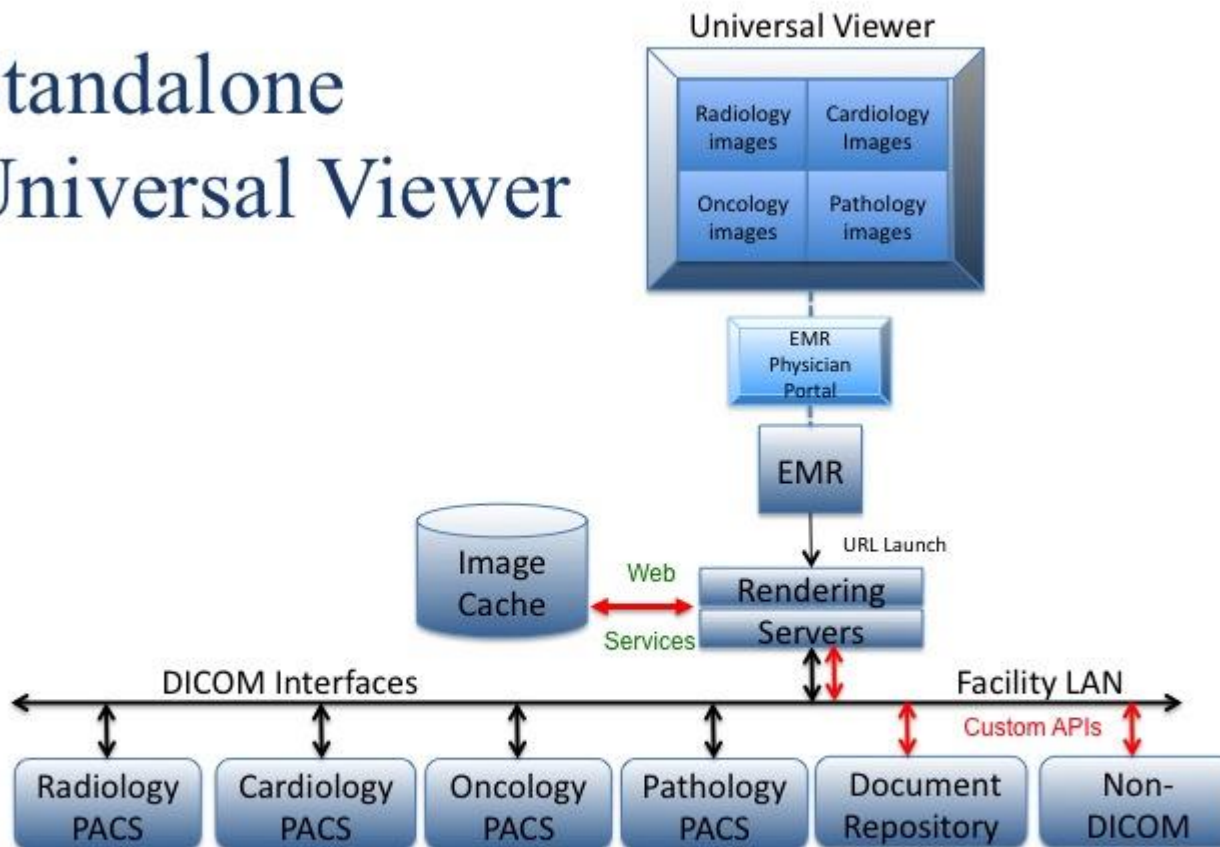 tandalone
Universal Viewer
Universal Viewer
Radiology
images
Cardiology
Images
Oncology
images
Pathology
images
EMR
Physician
Portal
EMR
URL Launch
Image
Cache
Web
Services
Rendering
Servers
DICOM Interfaces
Facility LAN
Custom APIs
Radiology
PACS
Cardiology
PACS
Oncology
PACS
Pathology
PACS
Document
Repository
Non-
DICOM